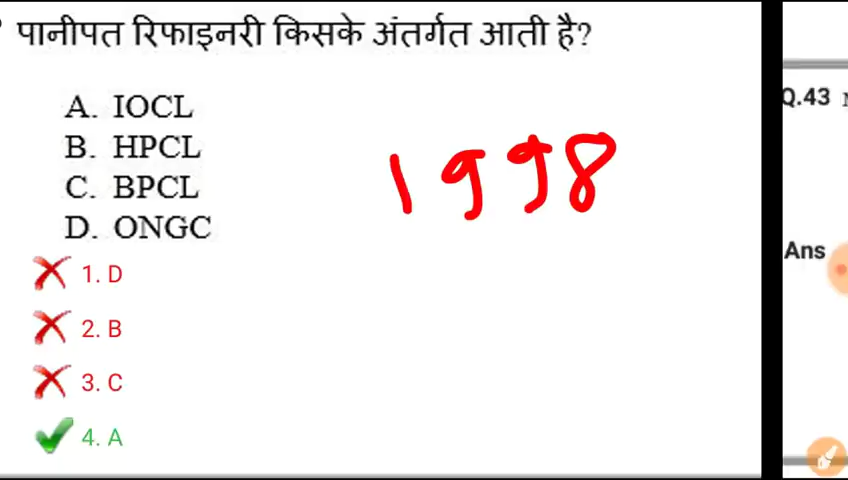 पानीपत रिफाइनरी किसके अंतर्गत आती है?
A. IOCL
B. HPCL
C. BPCL
D. ONGC
1998
1. D
2. B
3. C
4. A
Q.43
Ans